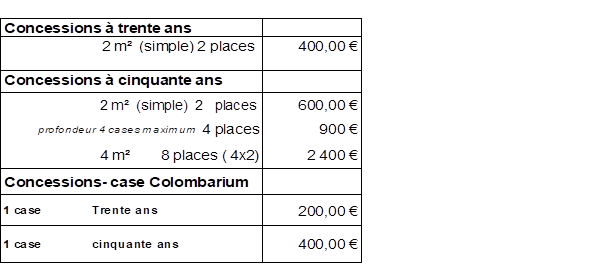 Concessions à trente ans
2 m² (simple) 2 places 400,00 €
Concessions à cinquante ans
2 m² (simple) 2 places 600,00 €
profondeur 4 cases maximum 4 places 900 €
4 m² 8 places ( 4x2) 2 400 €
Concessions- case Colombarium
1 case Trente ans 200,00 €
1 case cinquante ans 400,00 €